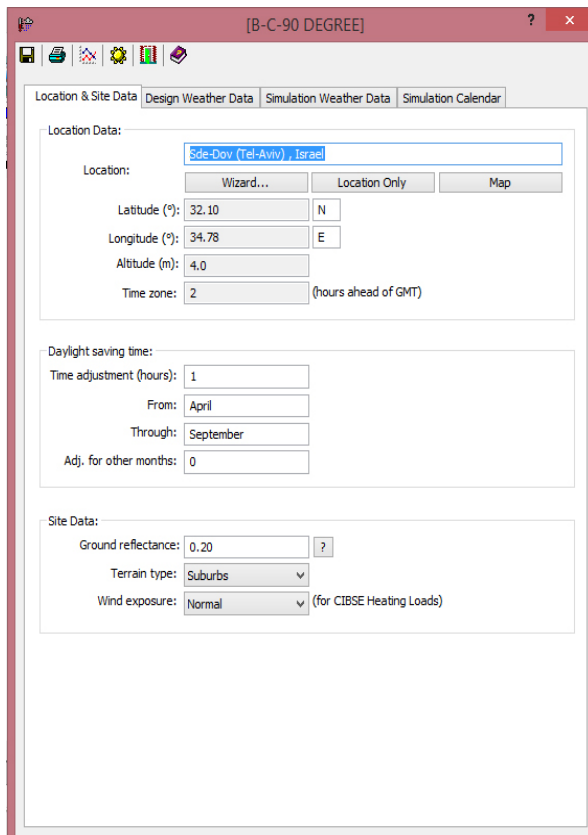 [B-C-90 DEGREE]
? ×
Location & Site Data Design Weather Data Simulation Weather Data Simulation Calendar
Location Data:
Sde-Dov (Tel-Aviv) , Israel
Location:
Wizard... Location Only Map
Latitude (°): 32.10 N
Longitude (°): 34.78 E
Altitude (m): 4.0
Time zone: 2 (hours ahead of GMT)
Daylight saving time:
Time adjustment (hours): 1
From: April
Through: September
Adj. for other months: 0
Site Data:
Ground reflectance: 0.20 ?
Terrain type: Suburbs
Wind exposure: Normal (for CIBSE Heating Loads)